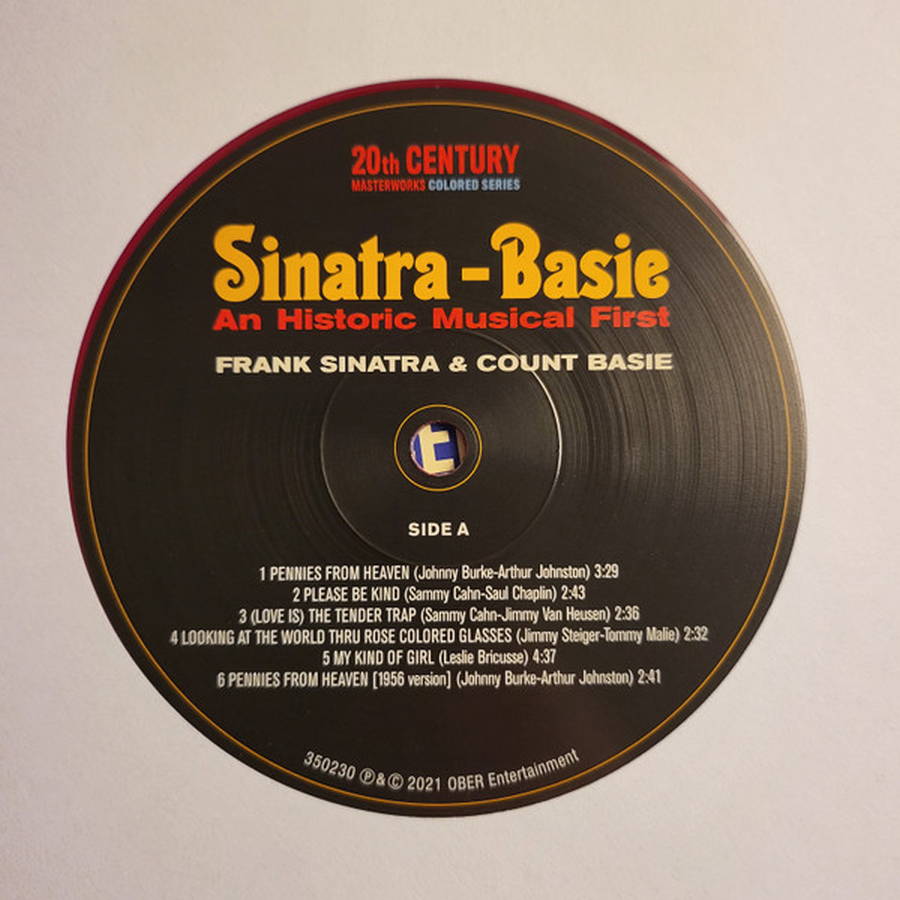 20th CENTURY
MASTERWORKS COLORED SERIES
Sinatra-Basie
An Historic Musical First
FRANK SINATRA & COUNT BASIE
t
SIDE A
1 PENNIES FROM HEAVEN (Johnny Burke-Arthur Johnston) 3:29
2 PLEASE BE KIND (Sammy Cahn-Saul Chaplin) 2:43
3 (LOVE IS) THE TENDER TRAP (Sammy Cahn-Jimmy Van Heusen) 2:36
4 LOOKING AT THE WORLD THRU ROSE COLORED GLASSES (Jimmy Steiger-Tommy Malie) 2:32
5 MY KIND OF GIRL (Leslie Bricusse) 4:37
6 PENNIES FROM HEAVEN [1956 version] (Johnny Burke-Arthur Johnston) 2:41
350230 ℗&© 2021 OBER Entertainment